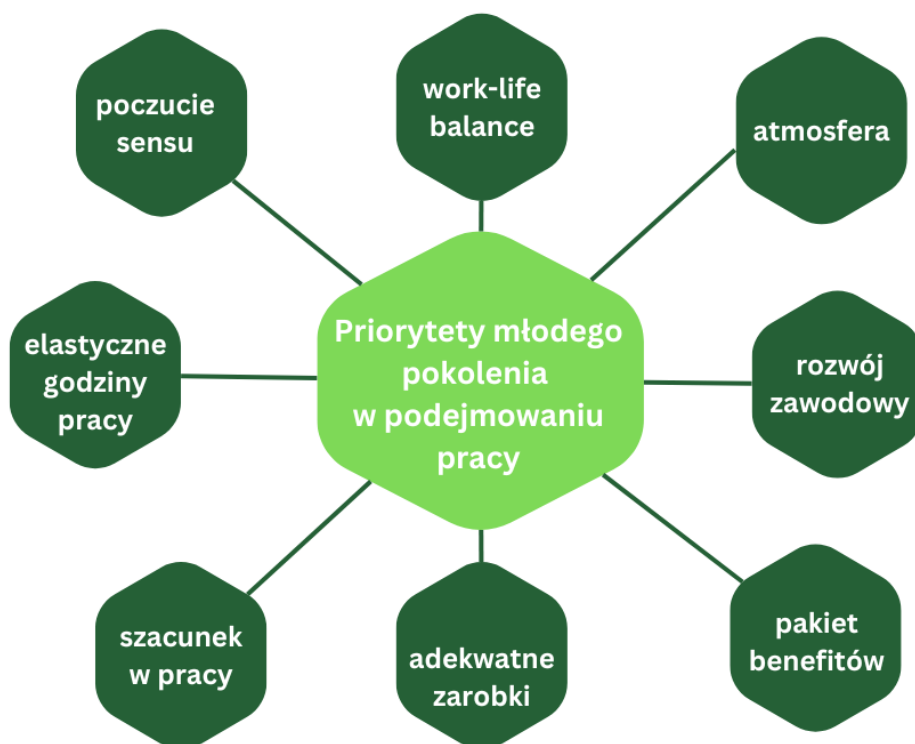 poczucie
sensu
work-life
balance
atmosfera
elastyczne
godziny
pracy
Priorytety młodego
pokolenia
w podejmowaniu
pracy
rozwój
zawodowy
szacunek
w pracy
adekwatne
zarobki
pakiet
benefitów